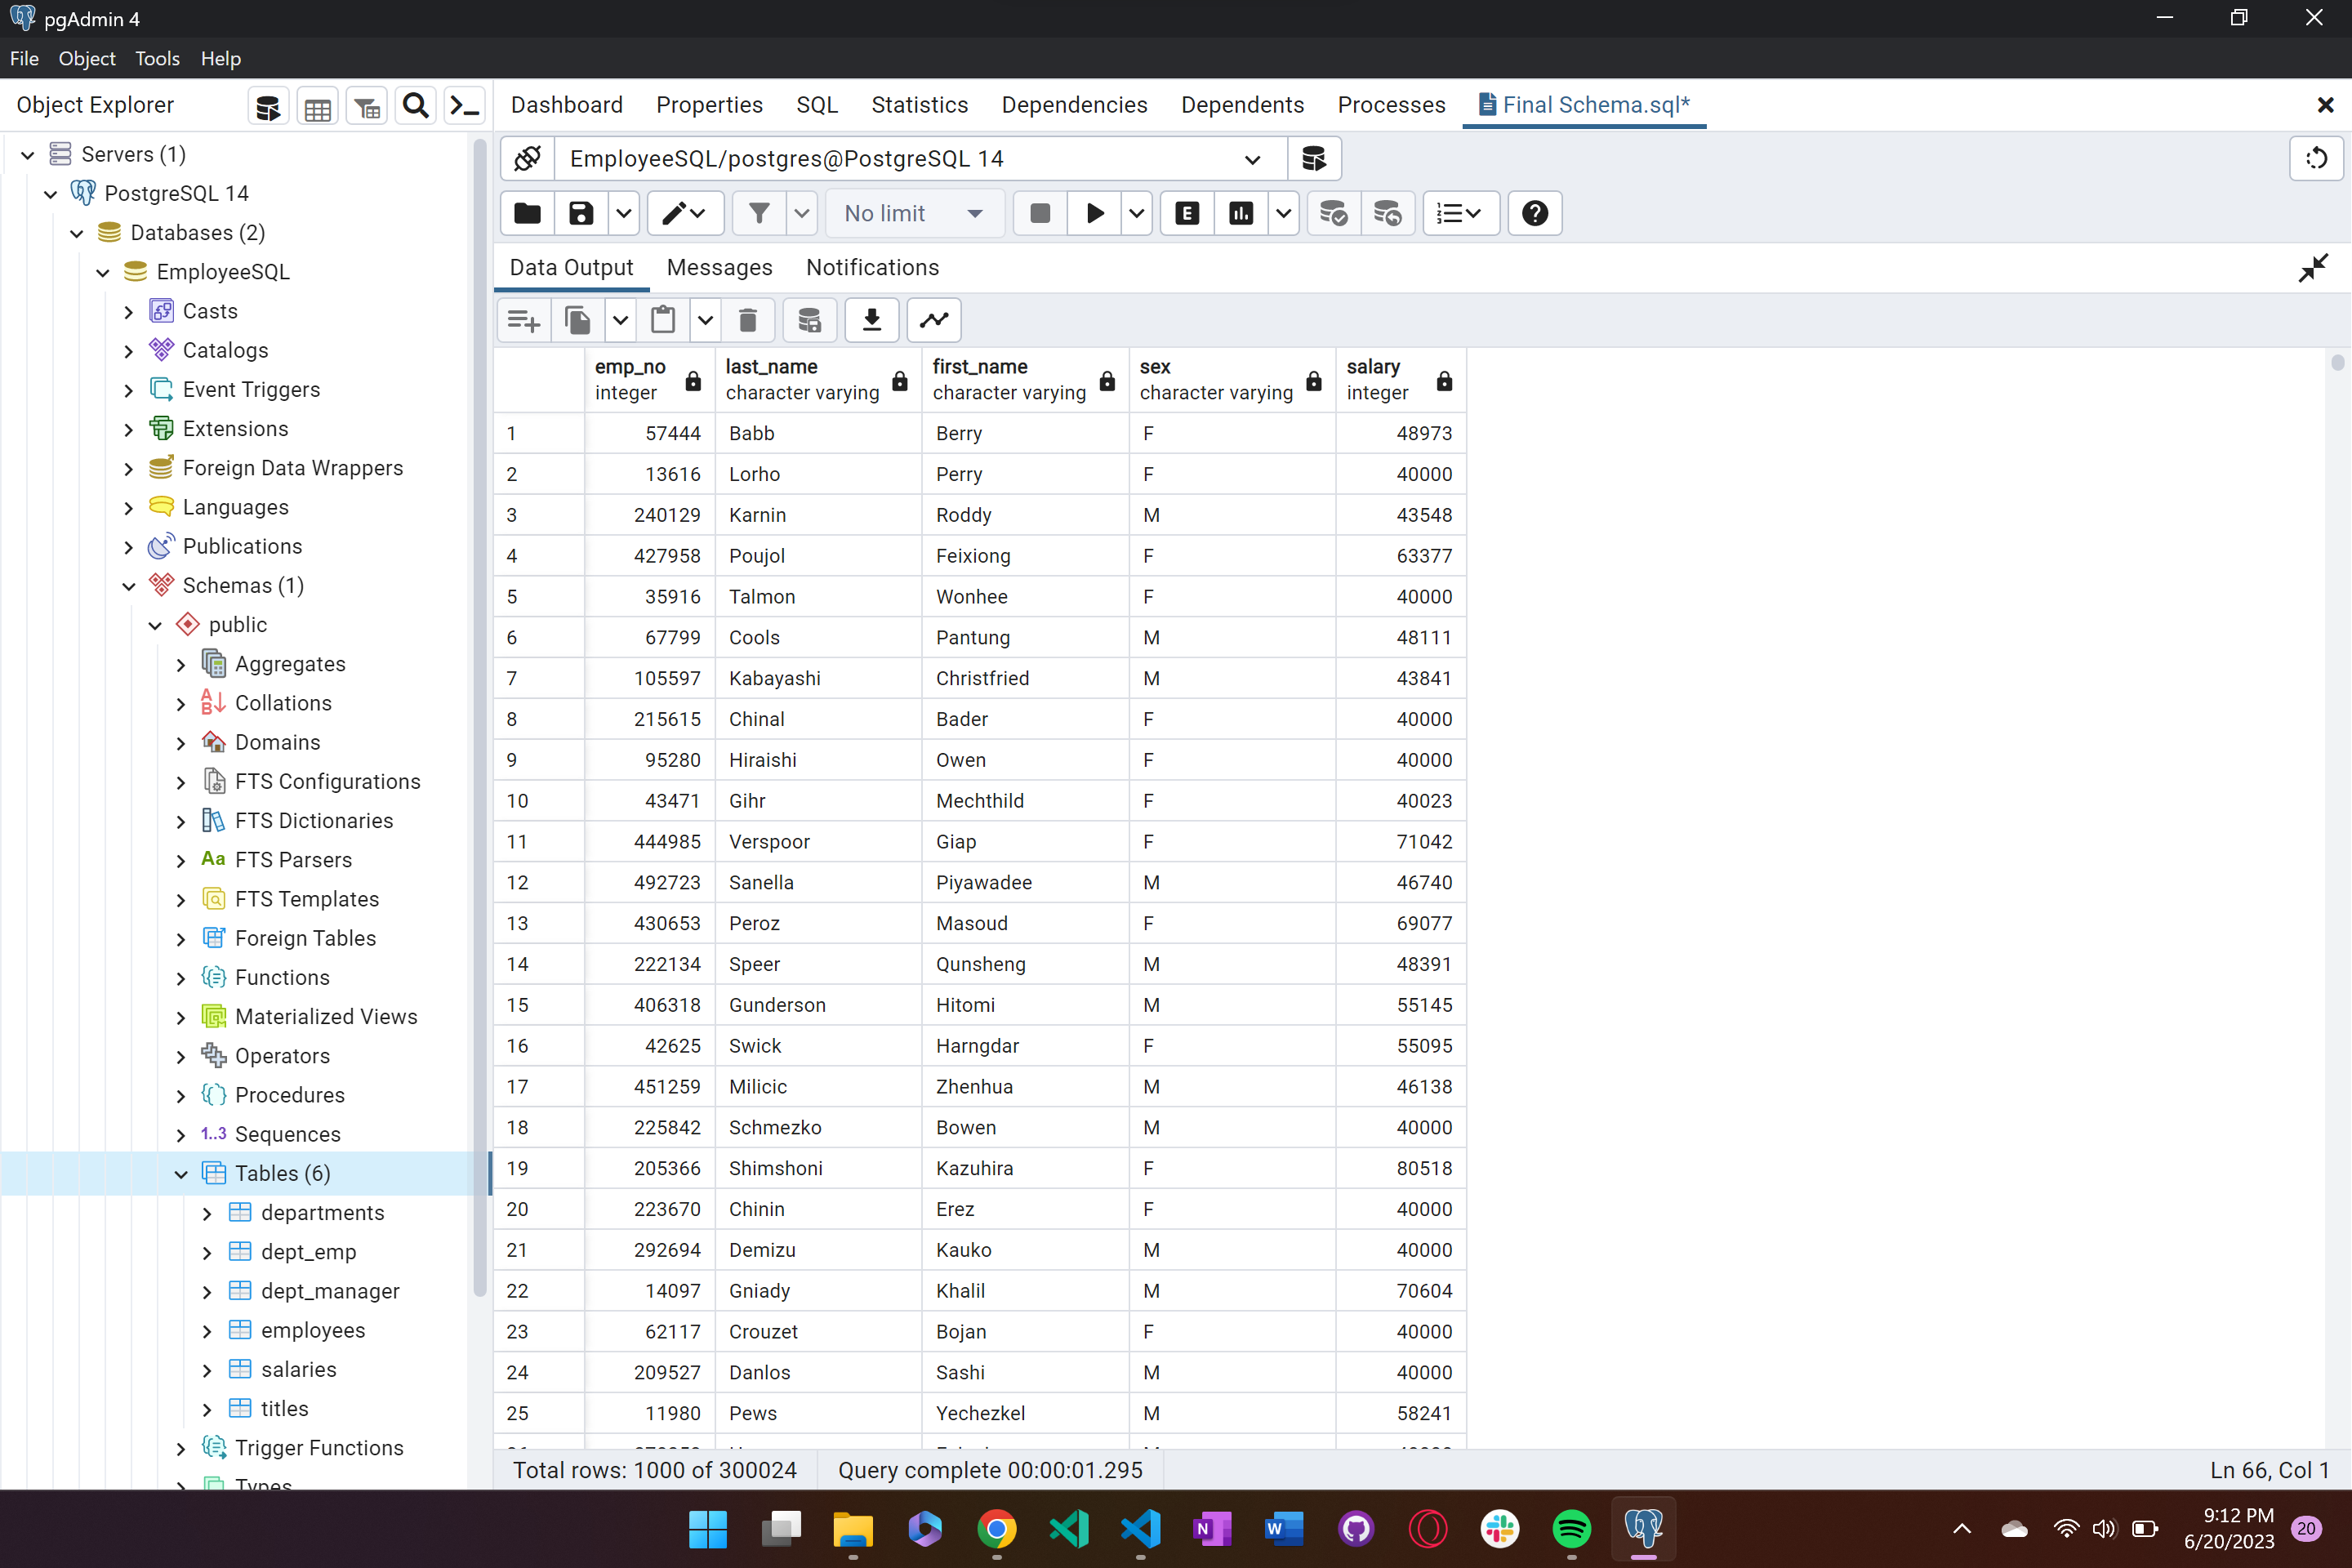 pgAdmin 4
File Object Tools Help
Object Explorer
Dashboard Properties SQL Statistics Dependencies Dependents Processes Final Schema.sql*
Servers (1)
PostgreSQL 14
Databases (2)
EmployeeSQL
Casts
Catalogs
Event Triggers
Extensions
Foreign Data Wrappers
Languages
Publications
Schemas (1)
public
Aggregates
Collations
Domains
FTS Configurations
FTS Dictionaries
Aa FTS Parsers
FTS Templates
Foreign Tables
Functions
Materialized Views
Operators
Procedures
1..3 Sequences
Tables (6)
departments
dept_emp
dept_manager
employees
salaries
titles
Trigger Functions
Types
EmployeeSQL/postgres@PostgreSQL 14
No limit
E
Data Output Messages Notifications
emp_no last_name first_name sex salary
integer character varying character varying character varying integer
1 57444 Babb Berry F 48973
2 13616 Lorho Perry F 40000
3 240129 Karnin Roddy M 43548
4 427958 Poujol Feixiong F 63377
5 35916 Talmon Wonhee F 40000
6 67799 Cools Pantung M 48111
7 105597 Kabayashi Christfried M 43841
8 215615 Chinal Bader F 40000
9 95280 Hiraishi Owen F 40000
10 43471 Gihr Mechthild F 40023
11 444985 Verspoor Giap F 71042
12 492723 Sanella Piyawadee M 46740
13 430653 Peroz Masoud F 69077
14 222134 Speer Qunsheng M 48391
15 406318 Gunderson Hitomi M 55145
16 42625 Swick Harngdar F 55095
17 451259 Milicic Zhenhua M 46138
18 225842 Schmezko Bowen M 40000
19 205366 Shimshoni Kazuhira F 80518
20 223670 Chinin Erez F 40000
21 292694 Demizu Kauko M 40000
22 14097 Gniady Khalil M 70604
23 62117 Crouzet Bojan F 40000
24 209527 Danlos Sashi M 40000
25 11980 Pews Yechezkel M 58241
Total rows: 1000 of 300024 Query complete 00:00:01.295 Ln 66, Col 1
9:12 PM
6/20/2023
20